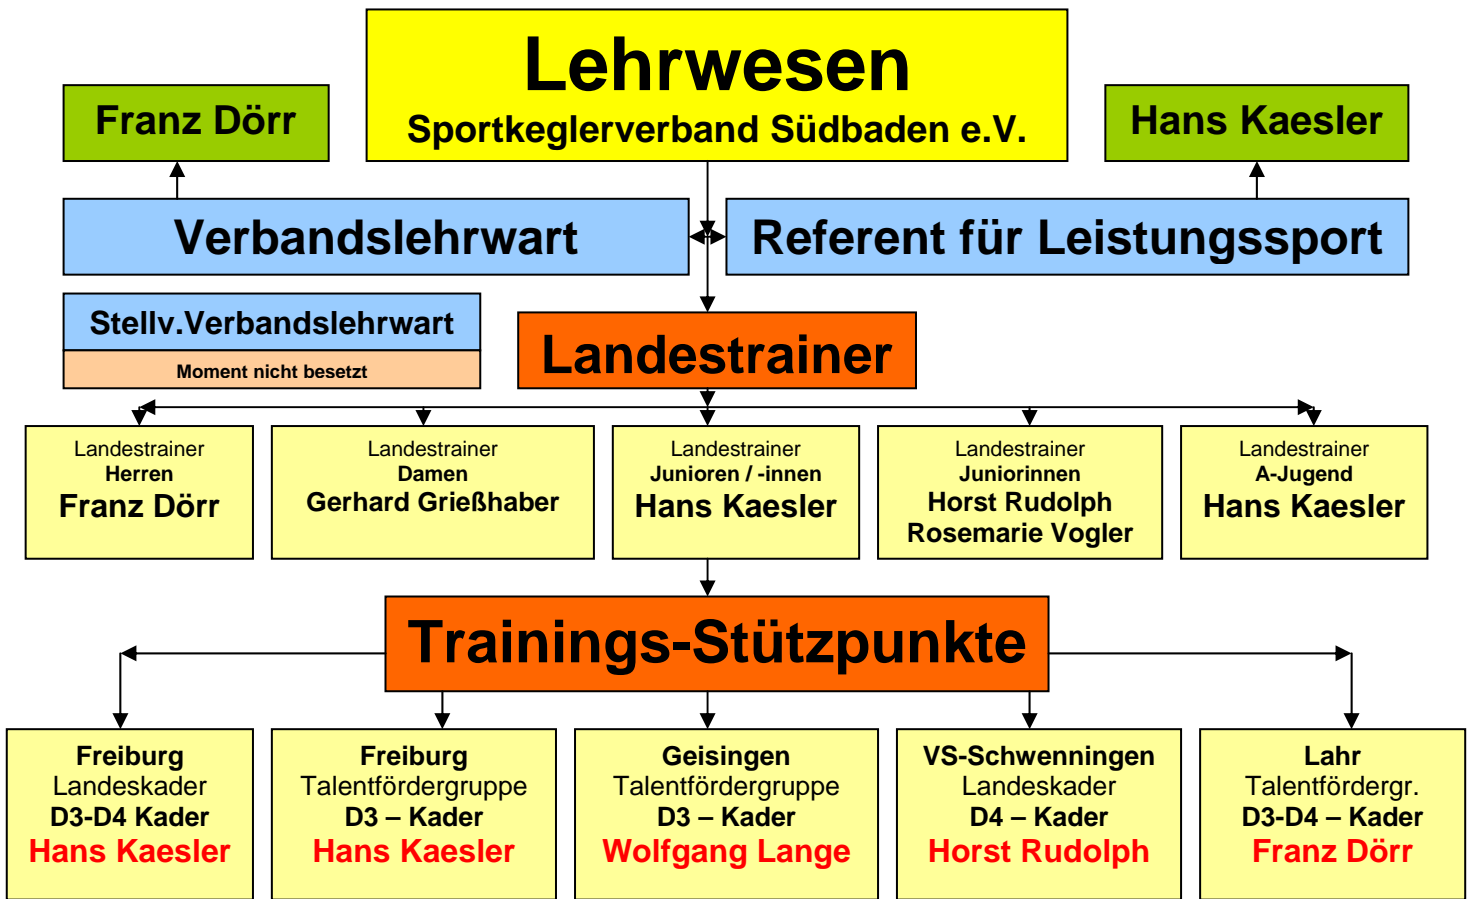 Lehrwesen
Sportkeglerverband Südbaden e.V.
Franz Dörr
Hans Kaesler
Verbandslehrwart
Referent für Leistungssport
Stellv.Verbandslehrwart
Moment nicht besetzt
Landestrainer
Landestrainer
Herren
Franz Dörr
Landestrainer
Damen
Gerhard Grießhaber
Landestrainer
Junioren / -innen
Hans Kaesler
Landestrainer
Juniorinnen
Horst Rudolph
Rosemarie Vogler
Landestrainer
A-Jugend
Hans Kaesler
Trainings-Stützpunkte
Freiburg
Landeskader
D3-D4 Kader
Hans Kaesler
Freiburg
Talentfördergruppe
D3 – Kader
Hans Kaesler
Geisingen
Talentfördergruppe
D3 – Kader
Wolfgang Lange
VS-Schwenningen
Landeskader
D4 – Kader
Horst Rudolph
Lahr
Talentfördergr.
D3-D4 – Kader
Franz Dörr